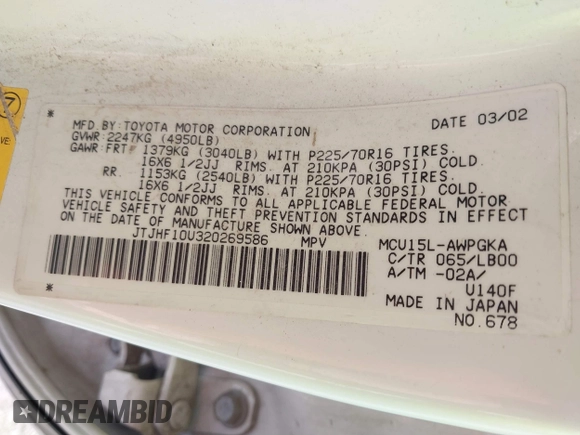 MFD. BY: TOYOTA MOTOR CORPORATION DATE 03/02
GVWR: 2247KG (4950LB)
GAWR: FRT. 1379KG (3040LB) WITH P225/70R16 TIRES,
16X6 1/2JJ RIMS. AT 210KPA (30PSI) COLD.
RR. 1153KG (2540LB) WITH P225/70R16 TIRES,
16X6 1/2JJ RIMS. AT 210KPA (30PSI) COLD.
THIS VEHICLE CONFORMS TO ALL APPLICABLE FEDERAL MOTOR
VEHICLE SAFETY AND THEFT PREVENTION STANDARDS IN EFFECT
ON THE DATE OF MANUFACTURE SHOWN ABOVE.
JTJHF10U320269586 MPV MCU15L-AWPGKA
C/TR 065/LB00
A/TM -02A/
U140F
MADE IN JAPAN
NO. 678
DREAMBID